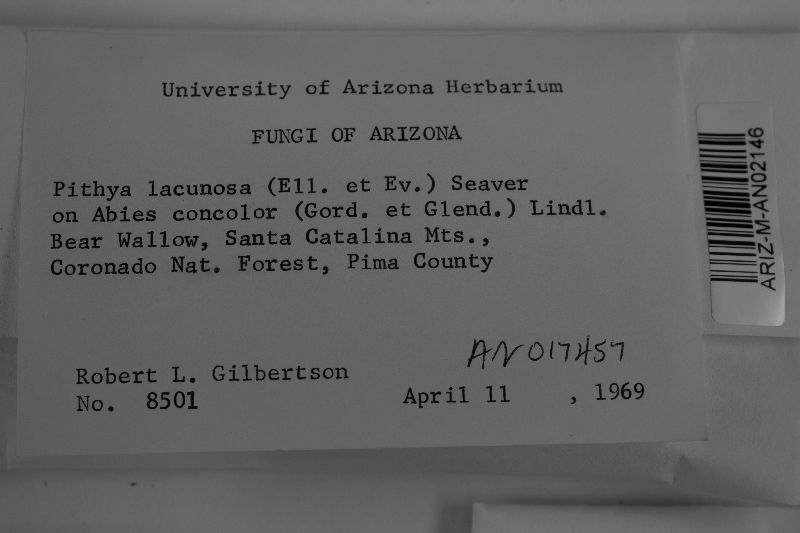 University of Arizona Herbarium
FUNGI OF ARIZONA
Pithya lacunosa (Ell. et Ev.) Seaver
on Abies concolor (Gord. et Glend.) Lindl.
Bear Wallow, Santa Catalina Mts.,
Coronado Nat. Forest, Pima County
AN 017457
Robert L. Gilbertson
No. 8501
April 11 , 1969
ARIZ-M-AN02146